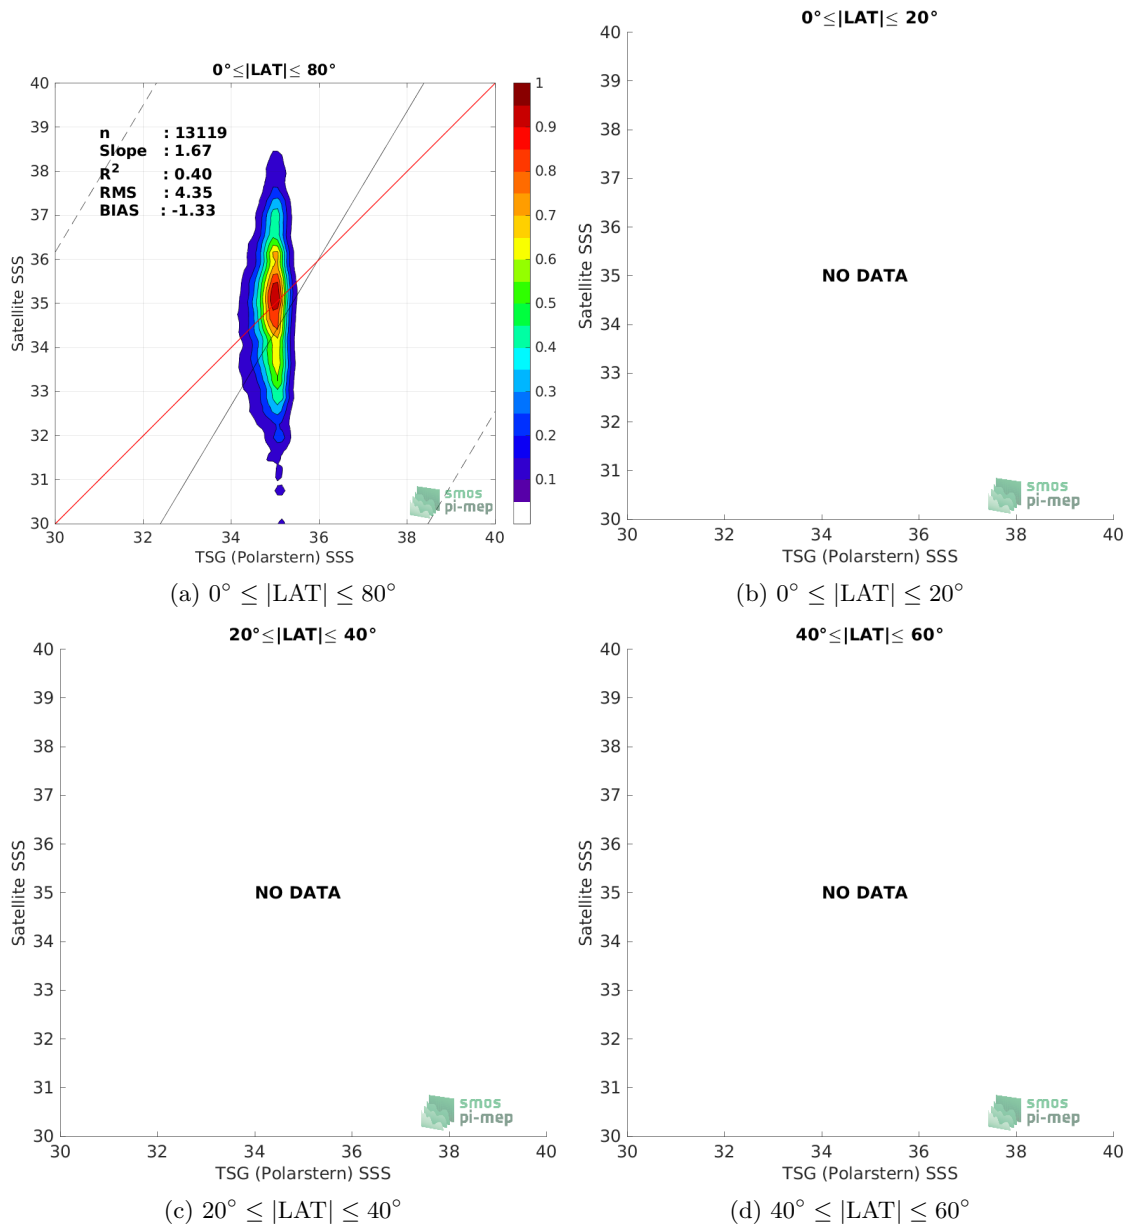 0°≤|LAT|≤ 80°
40
39
38
37
36
35
34
33
32
31
30
Satellite SSS
n : 13119
Slope : 1.67
R2 : 0.40
RMS : 4.35
BIAS : -1.33
smos
pi-mep
30 32 34 36 38 40
TSG (Polarstern) SSS
1
0.9
0.8
0.7
0.6
0.5
0.4
0.3
0.2
0.1
(a) 0° ≤ |LAT| ≤ 80°
0°≤|LAT|≤ 20°
40
39
38
37
36
35
34
33
32
31
30
Satellite SSS
NO DATA
smos
pi-mep
30 32 34 36 38 40
TSG (Polarstern) SSS
(b) 0° ≤ |LAT| ≤ 20°
20°≤|LAT|≤ 40°
40
39
38
37
36
35
34
33
32
31
30
Satellite SSS
NO DATA
smos
pi-mep
30 32 34 36 38 40
TSG (Polarstern) SSS
(c) 20° ≤ |LAT| ≤ 40°
40°≤|LAT|≤ 60°
40
39
38
37
36
35
34
33
32
31
30
Satellite SSS
NO DATA
smos
pi-mep
30 32 34 36 38 40
TSG (Polarstern) SSS
(d) 40° ≤ |LAT| ≤ 60°